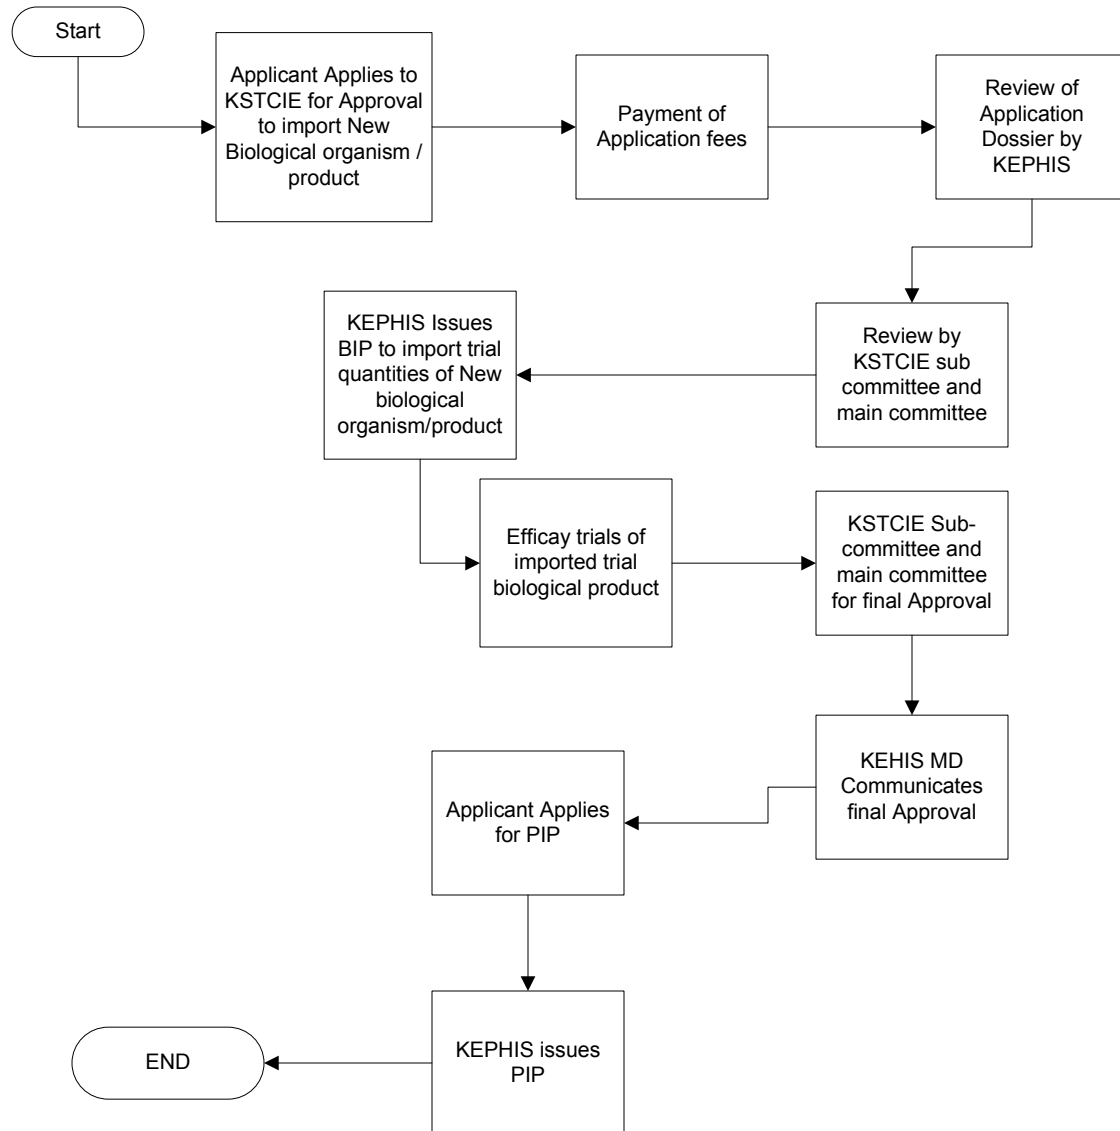 Start
Applicant Applies to
KSTCIE for Approval
to import New
Biological organism /
product
Payment of
Application fees
Review of
Application
Dossier by
KEPHIS
Review by
KSTCIE sub
committee and
main committee
KEPHIS Issues
BIP to import trial
quantities of New
biological
organism/product
Efficay trials of
imported trial
biological product
KSTCIE Sub-
committee and
main committee
for final Approval
KEHIS MD
Communicates
final Approval
Applicant Applies
for PIP
KEPHIS issues
PIP
END